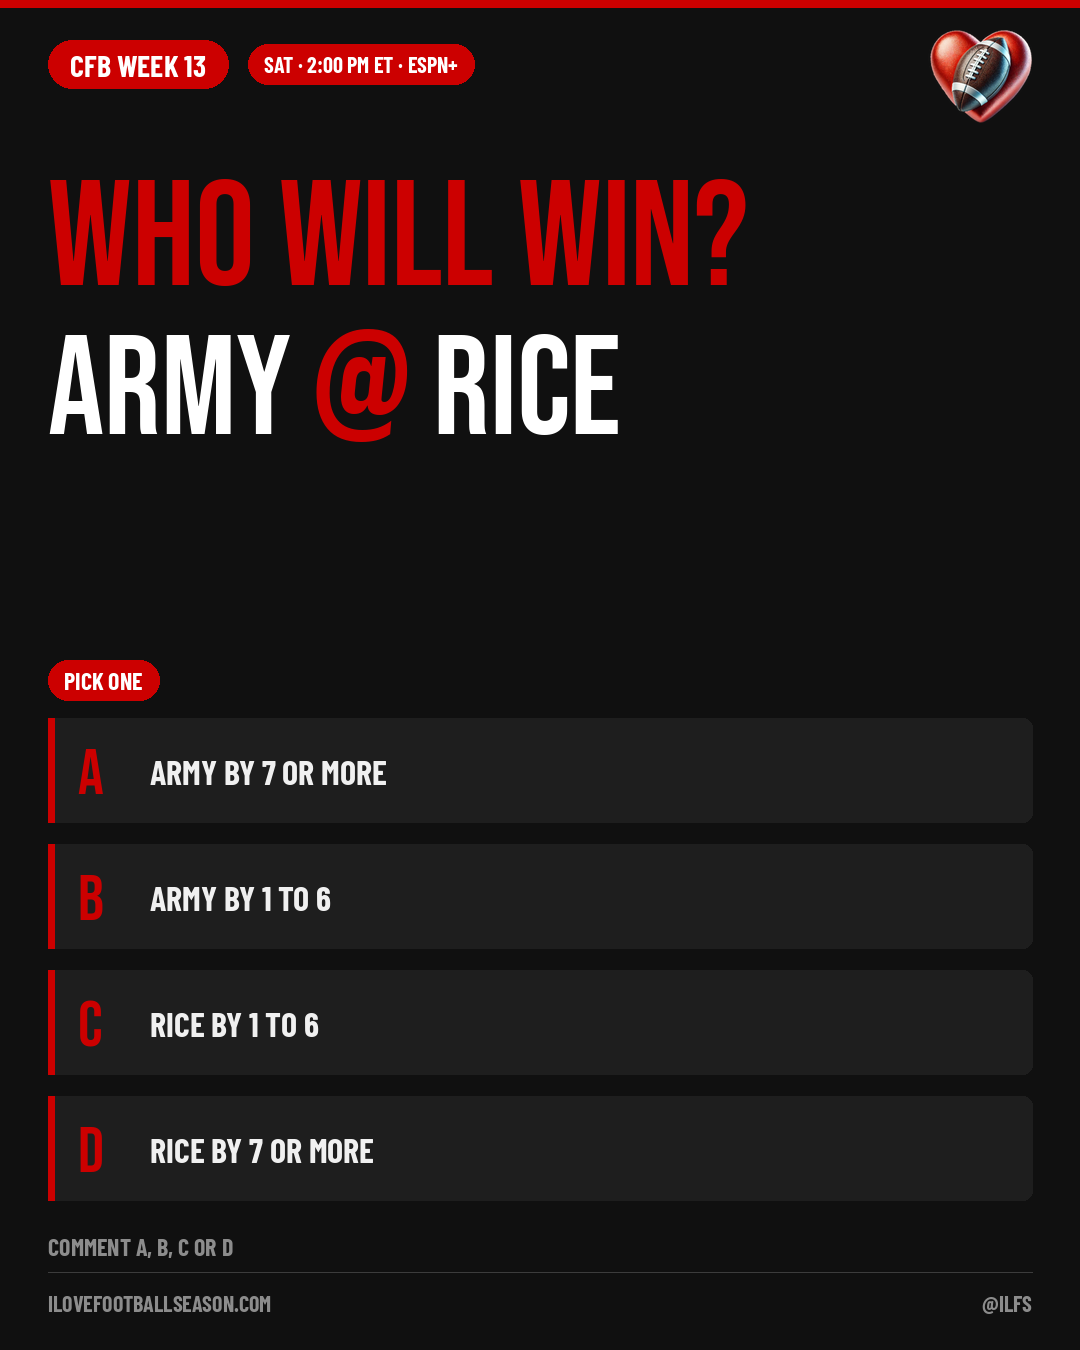 CFB WEEK 13
SAT · 2:00 PM ET · ESPN+
WHO WILL WIN?
ARMY @ RICE
PICK ONE
A ARMY BY 7 OR MORE
B ARMY BY 1 TO 6
C RICE BY 1 TO 6
D RICE BY 7 OR MORE
COMMENT A, B, C OR D
ILOVEFOOTBALLSEASON.COM
@ILFS